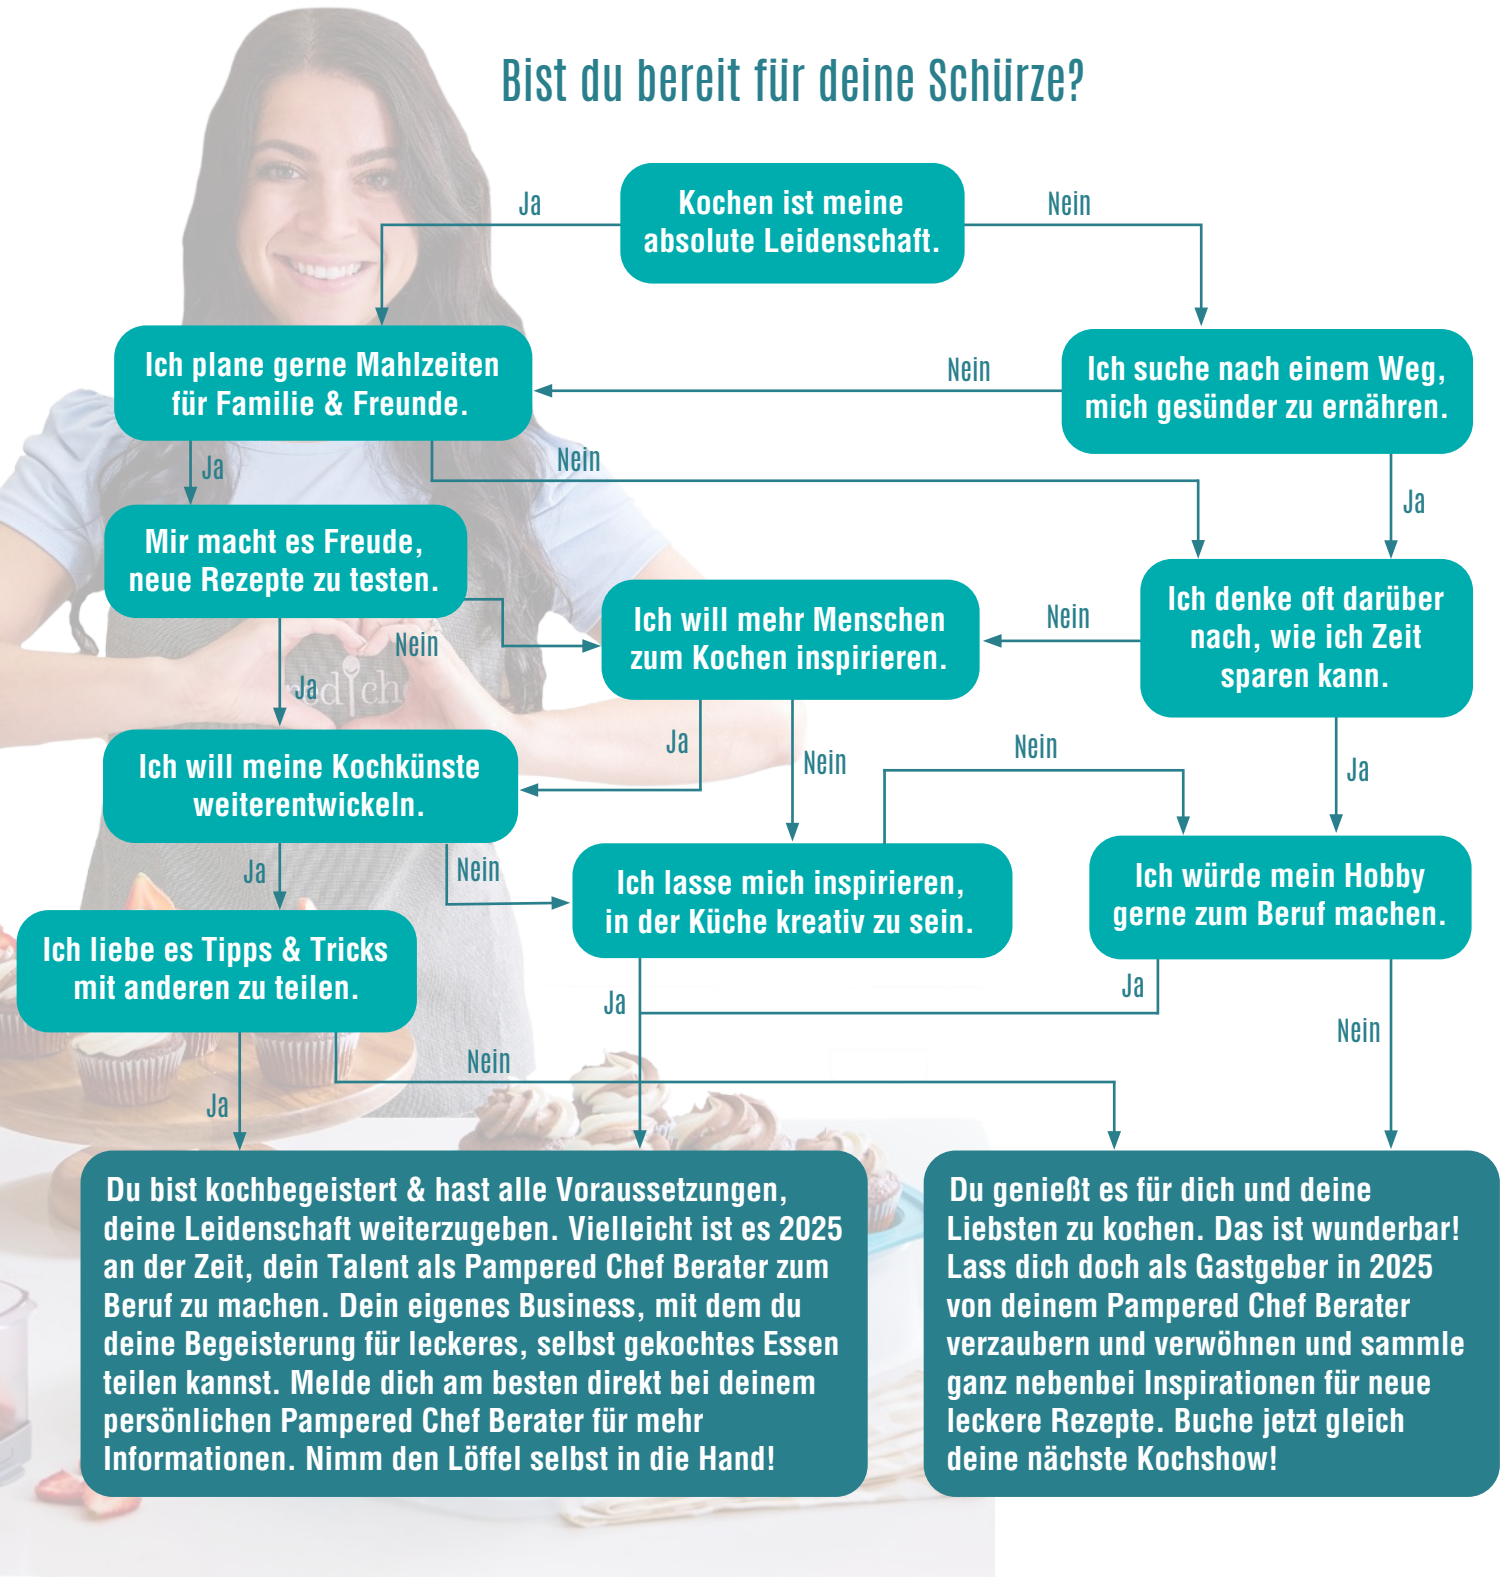 Bist du bereit für deine Schürze?
Kochen ist meine
absolute Leidenschaft.
Ja
Nein
Ich plane gerne Mahlzeiten
für Familie & Freunde.
Nein
Ich suche nach einem Weg,
mich gesünder zu ernähren.
Ja
Nein
Ja
Mir macht es Freude,
neue Rezepte zu testen.
Nein
Ja
Ich will mehr Menschen
zum Kochen inspirieren.
Nein
Ich denke oft darüber
nach, wie ich Zeit
sparen kann.
Ja
Nein
Nein
Ja
Ich will meine Kochkünste
weiterentwickeln.
Ja
Nein
Ich lasse mich inspirieren,
in der Küche kreativ zu sein.
Ich würde mein Hobby
gerne zum Beruf machen.
Ich liebe es Tipps & Tricks
mit anderen zu teilen.
Ja
Ja
Nein
Nein
Ja
Du bist kochbegeistert & hast alle Voraussetzungen,
deine Leidenschaft weiterzugeben. Vielleicht ist es 2025
an der Zeit, dein Talent als Pampered Chef Berater zum
Beruf zu machen. Dein eigenes Business, mit dem du
deine Begeisterung für leckeres, selbst gekochtes Essen
teilen kannst. Melde dich am besten direkt bei deinem
persönlichen Pampered Chef Berater für mehr
Informationen. Nimm den Löffel selbst in die Hand!
Du genießt es für dich und deine
Liebsten zu kochen. Das ist wunderbar!
Lass dich doch als Gastgeber in 2025
von deinem Pampered Chef Berater
verzaubern und verwöhnen und sammle
ganz nebenbei Inspirationen für neue
leckere Rezepte. Buche jetzt gleich
deine nächste Kochshow!